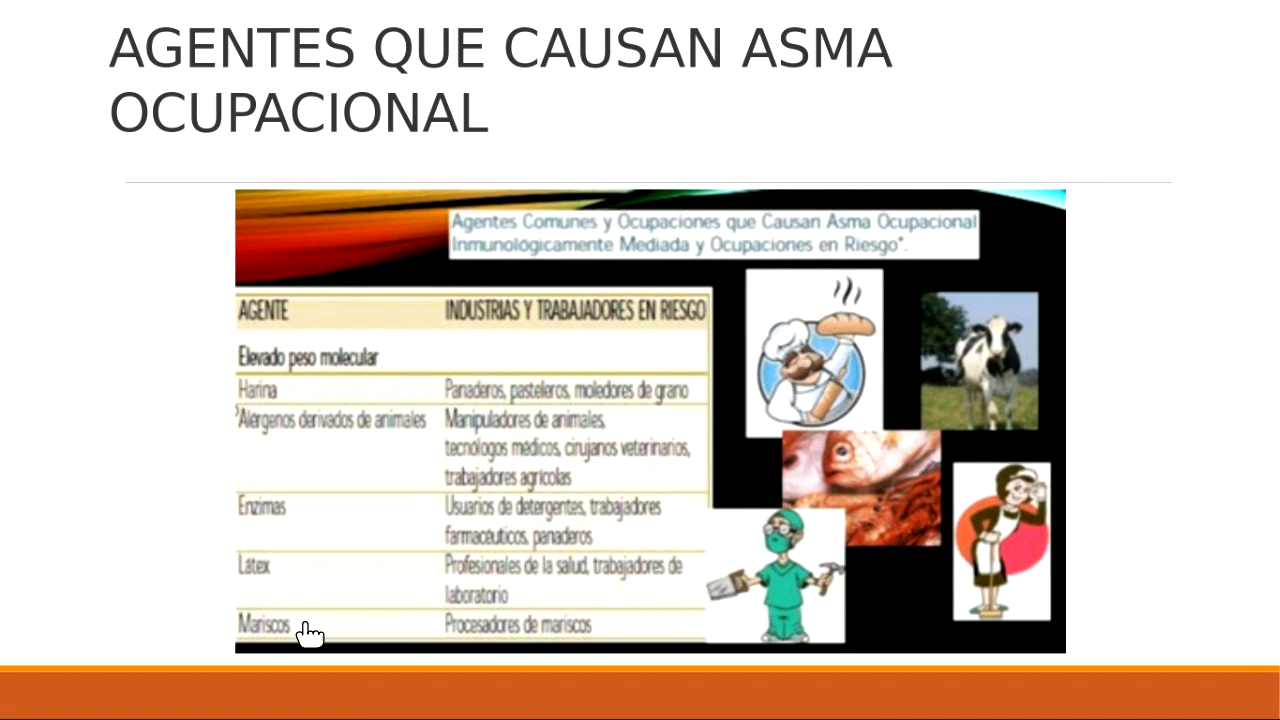 AGENTES QUE CAUSAN ASMA
OCUPACIONAL
Agentes Comunes y Ocupaciones que Causan Asma Ocupacional
Inmunológicamente Mediada y Ocupaciones en Riesgo*.
AGENTE INDUSTRIAS Y TRABAJADORES EN RIESGO
Elevado peso molecular
Harina Panaderos, pasteleros, moledores de grano
Alérgenos derivados de animales Manipuladores de animales,
tecnólogos médicos, cirujanos veterinarios,
trabajadores agrícolas
Enzimas Usuarios de detergentes, trabajadores
farmacéuticos, panaderos
Látex Profesionales de la salud, trabajadores de
laboratorio
Mariscos Procesadores de mariscos